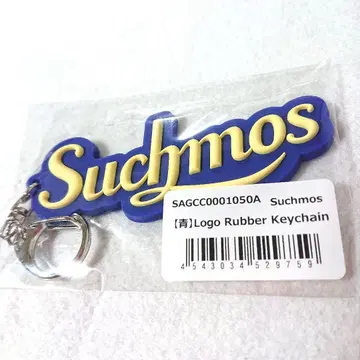 Suchmos
SAGCC0001050A Suchmos
【青】Logo Rubber Keychain
4543034529759